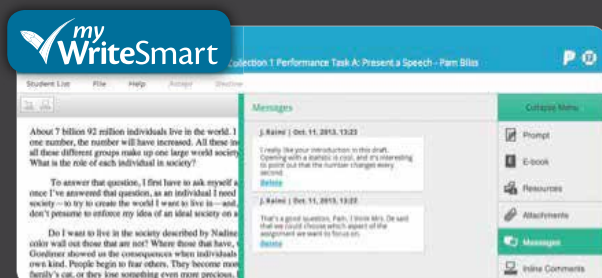 my
WriteSmart
Collection 1 Performance Task A: Present a Speech - Pam Bliss
Student List File Help Assign
Messages
Collapse Menu
About 7 billion 92 million individuals live in the world. I
one number, the number will have increased. All these in
all these different groups make up one large world society
What is the role of each individual in society?
To answer that question, I first have to ask myself a
once I've answered that question, as an individual I need
society—to try to create the world I want to live in—and,
don't presume to enforce my idea of an ideal society on a
Do I want to live in the society described by Nadine
color wall out those that are not? Where those that have,
Gordimer showed us the consequences when individuals
own kind. People begin to fear others. They become mor
family's cat, or they lose something even more precious.
J. Raimi | Oct. 11, 2013, 13:23
I really like your introduction in this draft.
Opening with a statistic is cool, and it's interesting
to point out that the number changes every
second.
Delete
J. Raimi | Oct. 11, 2013, 13:23
That's a good question, Pam. I think Mrs. De said
that we could choose which aspect of the
assignment we want to focus on.
Delete
Prompt
E-book
Resources
Attachments
Messages
Inline Comments